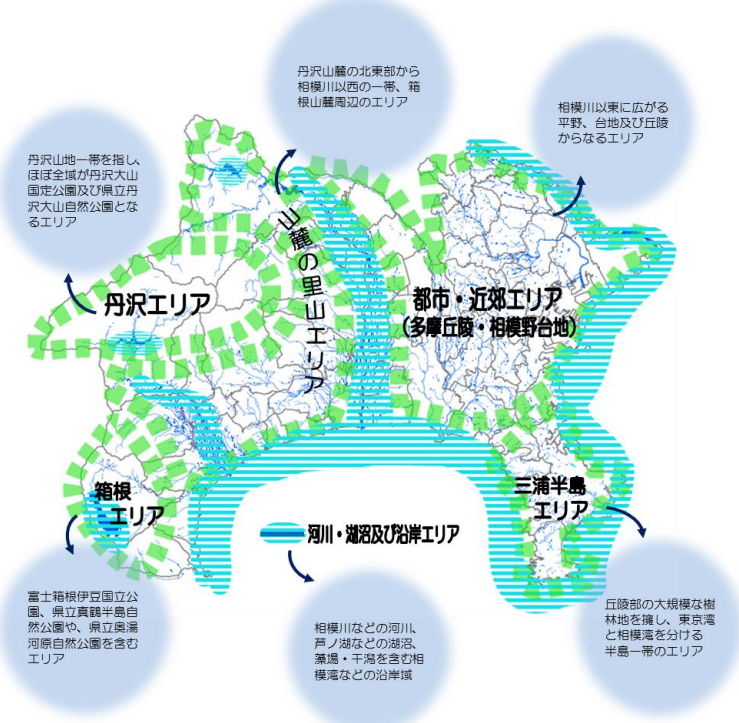 丹沢山麓の北東部から
相模川以西の一帯、箱
根山麓周辺のエリア
相模川以東に広がる
平野、台地及び丘陵
からなるエリア
丹沢山地一帯を指し、
ほぼ全域が丹沢大山
国定公園及び県立丹
沢大山自然公園とな
るエリア
山麓の里山エリア
丹沢エリア
都市・近郊エリア
(多摩丘陵・相模野台地)
箱根
エリア
三浦半島
エリア
河川・湖沼及び沿岸エリア
富士箱根伊豆国立公
園、県立真鶴半島自
然公園や、県立奥湯
河原自然公園を含む
エリア
相模川などの河川、
芦ノ湖などの湖沼、
藻場・干潟を含む相
模湾などの沿岸域
丘陵部の大規模な樹
林地を擁し、東京湾
と相模湾を分ける
半島一帯のエリア